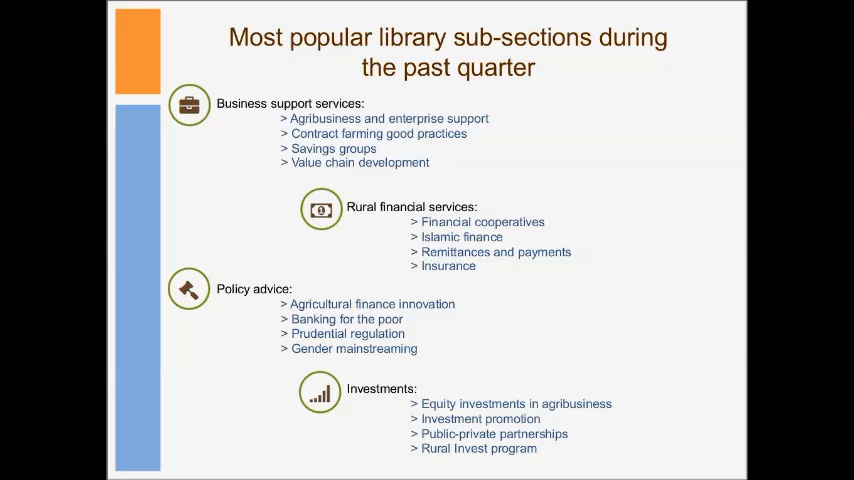 Most popular library sub-sections during
the past quarter
Business support services:
> Agribusiness and enterprise support
> Contract farming good practices
> Savings groups
> Value chain development
Rural financial services:
> Financial cooperatives
> Islamic finance
> Remittances and payments
> Insurance
Policy advice:
> Agricultural finance innovation
> Banking for the poor
> Prudential regulation
> Gender mainstreaming
Investments:
> Equity investments in agribusiness
> Investment promotion
> Public-private partnerships
> Rural Invest program